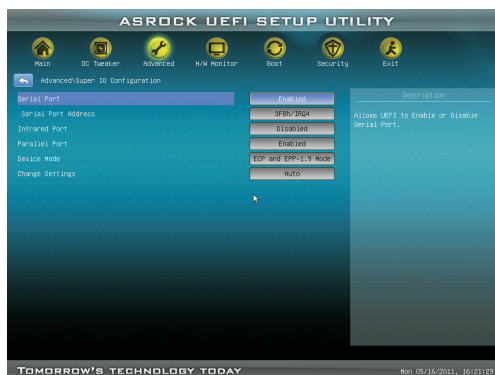 ASROCK UEFI SETUP UTILITY
Main OC Tweaker Advanced H/W Monitor Boot Security Exit
Advanced\Super IO Configuration
Serial Port Enabled
Serial Port Address 3F8h/IRQ4
Infrared Port Disabled
Parallel Port Enabled
Device Mode ECP and EPP-1.9 Mode
Change Settings Auto
Description
Allows UEFI to Enable or Disable
Serial Port.
TOMORROW'S TECHNOLOGY TODAY
Mon 05/16/2011, 16:21:29